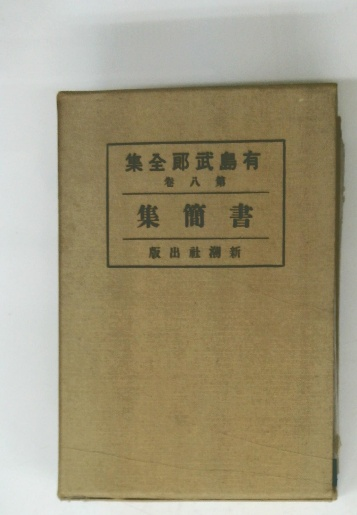 有島武郎全集
第八巻
書簡集
新潮社出版